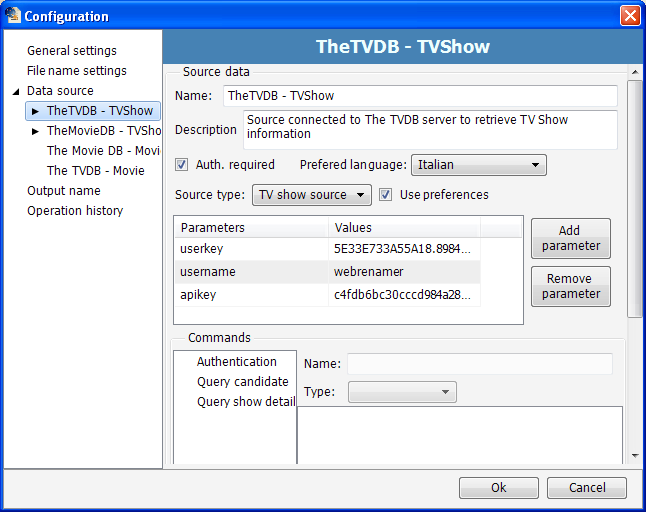 Configuration
General settings
File name settings
Data source
TheTVDB - TVShow
TheMovieDB - TVSho
The Movie DB - Movi
The TVDB - Movie
Output name
Operation history
TheTVDB - TVShow
Source data
Name: TheTVDB - TVShow
Description Source connected to The TVDB server to retrieve TV Show
information
Auth. required Prefered language: Italian
Source type: TV show source Use preferences
Parameters Values
userkey 5E33E733A55A18.8984...
username webrenamer
apikey c4fdb6bc30cccd984a28...
Add
parameter
Remove
parameter
Commands
Authentication
Query candidate
Query show detail
Name:
Type:
Ok Cancel